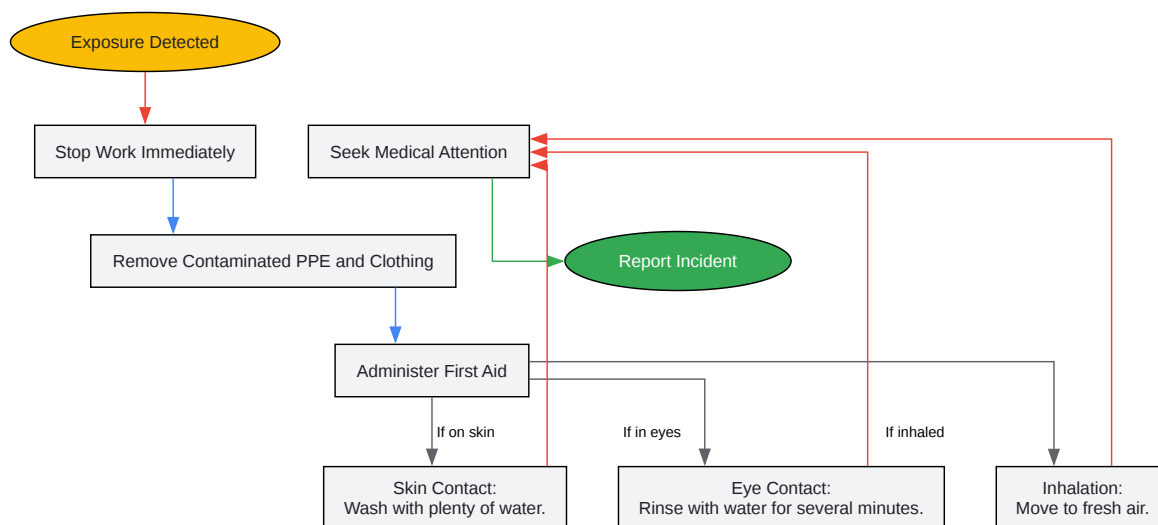 Exposure Detected
Stop Work Immediately
Seek Medical Attention
Remove Contaminated PPE and Clothing
Report Incident
Administer First Aid
If on skin
If in eyes
If inhaled
Skin Contact:
Wash with plenty of water.
Eye Contact:
Rinse with water for several minutes.
Inhalation:
Move to fresh air.